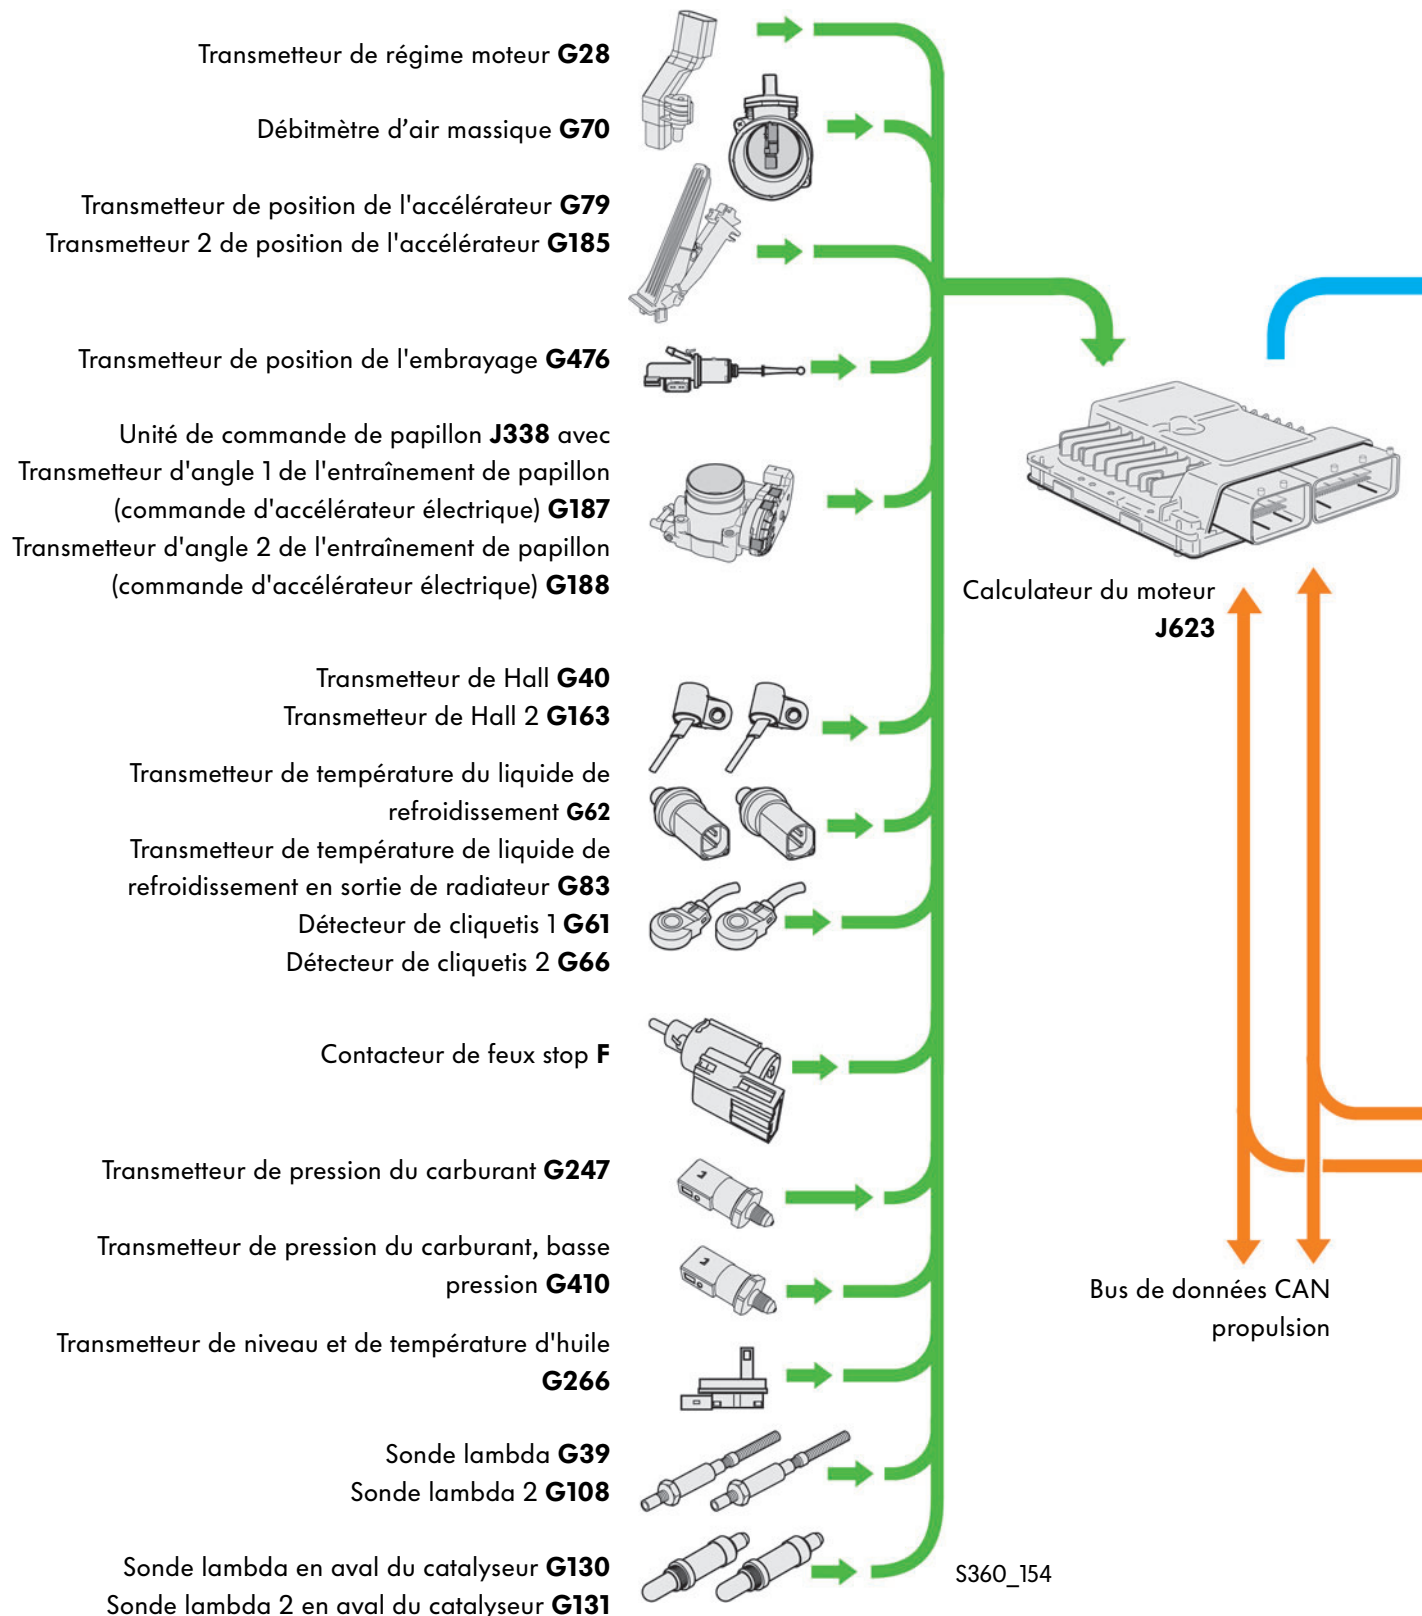 Transmetteur de régime moteur G28
Débitmètre d’air massique G70
Transmetteur de position de l'accélérateur G79
Transmetteur 2 de position de l'accélérateur G185
Transmetteur de position de l'embrayage G476
Unité de commande de papillon J338 avec
Transmetteur d'angle 1 de l'entraînement de papillon
(commande d'accélérateur électrique) G187
Transmetteur d'angle 2 de l'entraînement de papillon
(commande d'accélérateur électrique) G188
Calculateur du moteur
J623
Transmetteur de Hall G40
Transmetteur de Hall 2 G163
Transmetteur de température du liquide de
refroidissement G62
Transmetteur de température de liquide de
refroidissement en sortie de radiateur G83
Détecteur de cliquetis 1 G61
Détecteur de cliquetis 2 G66
Contacteur de feux stop F
Transmetteur de pression du carburant G247
Transmetteur de pression du carburant, basse
pression G410
Bus de données CAN
propulsion
Transmetteur de niveau et de température d'huile
G266
Sonde lambda G39
Sonde lambda 2 G108
Sonde lambda en aval du catalyseur G130
Sonde lambda 2 en aval du catalyseur G131
S360_154